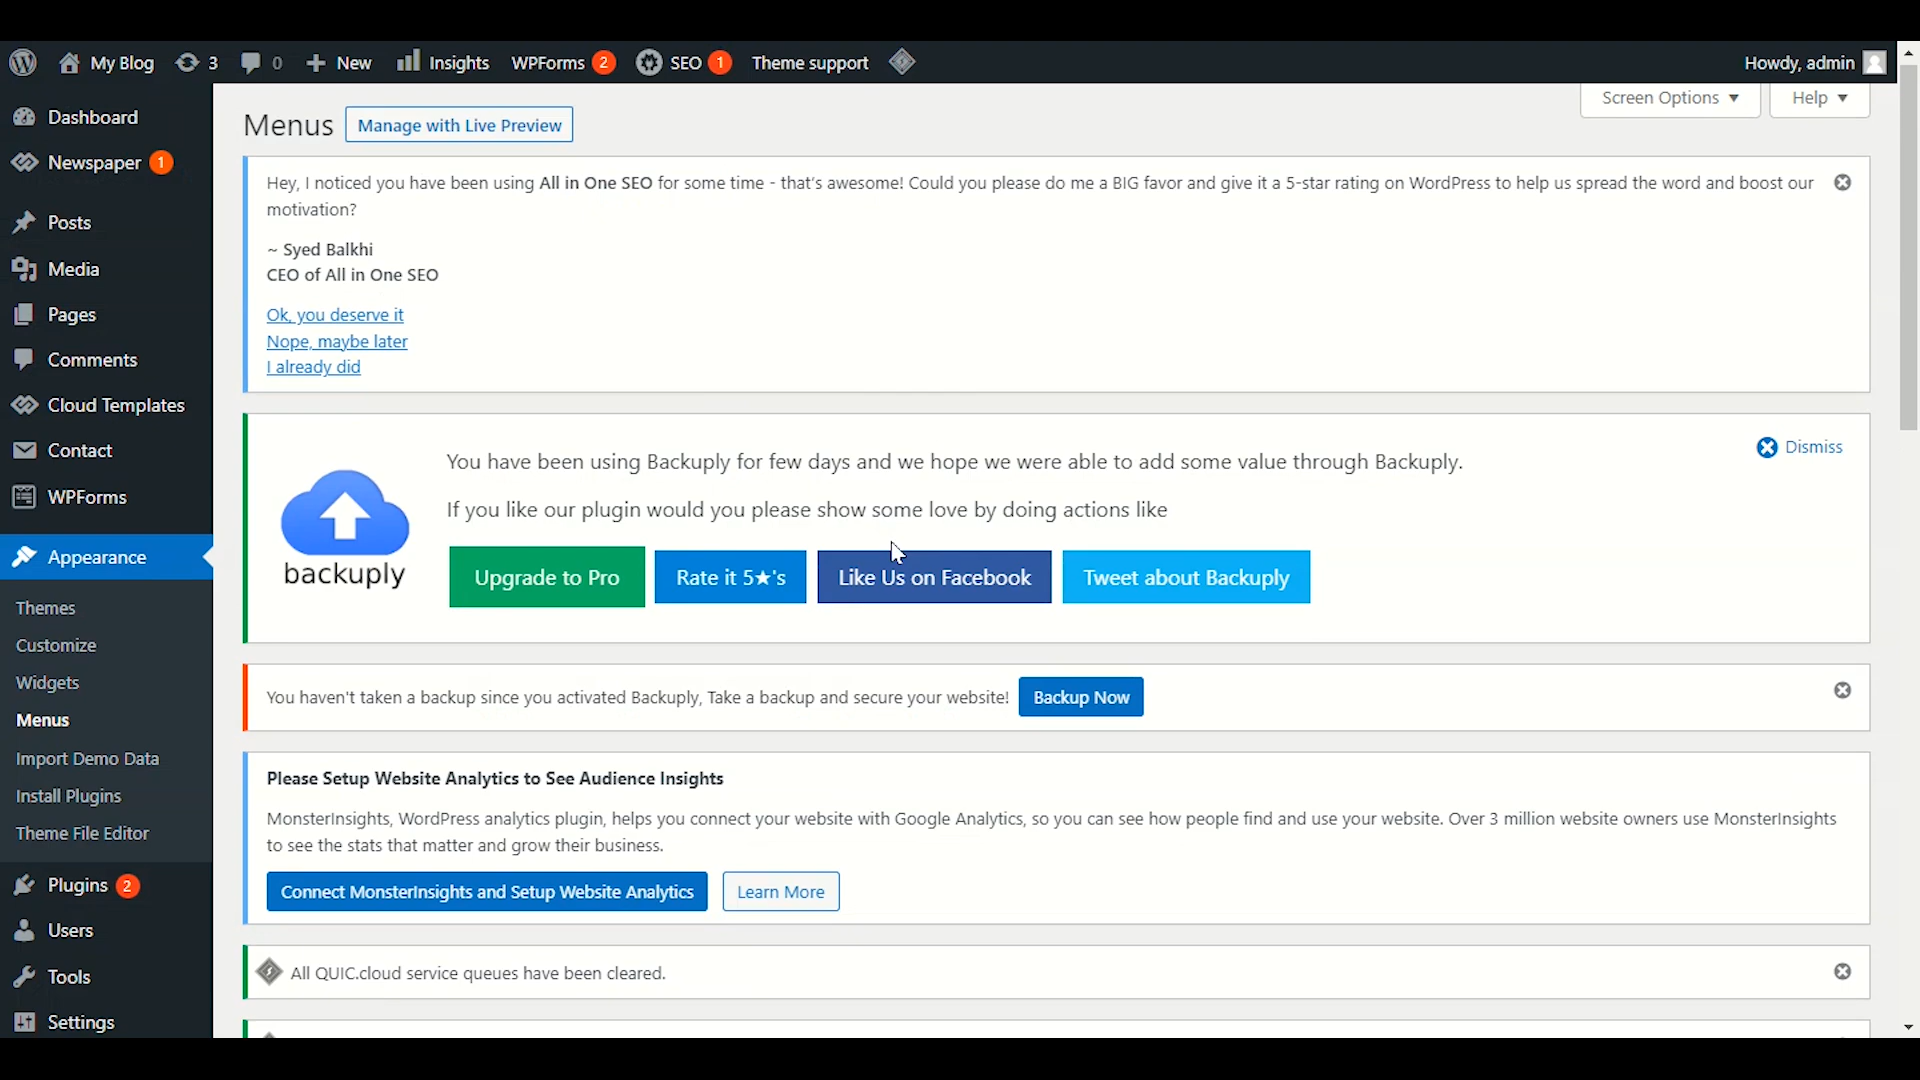 My Blog 3 0 New Insights WPForms 2 SEO 1 Theme support Howdy, admin
Dashboard
Newspaper 1
Posts
Media
Pages
Comments
Cloud Templates
Contact
WPForms
Appearance
Themes
Customize
Widgets
Menus
Import Demo Data
Install Plugins
Theme File Editor
Plugins 2
Users
Tools
Settings
Screen Options ▼ Help ▼
Menus Manage with Live Preview
Hey, I noticed you have been using All in One SEO for some time - that's awesome! Could you please do me a BIG favor and give it a 5-star rating on WordPress to help us spread the word and boost our
motivation?
~ Syed Balkhi
CEO of All in One SEO
Ok, you deserve it
Nope, maybe later
I already did
backuply
You have been using Backuply for few days and we hope we were able to add some value through Backuply.
Dismiss
If you like our plugin would you please show some love by doing actions like
Upgrade to Pro Rate it 5★'s Like Us on Facebook Tweet about Backuply
You haven't taken a backup since you activated Backuply, Take a backup and secure your website! Backup Now
Please Setup Website Analytics to See Audience Insights
MonsterInsights, WordPress analytics plugin, helps you connect your website with Google Analytics, so you can see how people find and use your website. Over 3 million website owners use MonsterInsights
to see the stats that matter and grow their business.
Connect MonsterInsights and Setup Website Analytics Learn More
All QUIC.cloud service queues have been cleared.